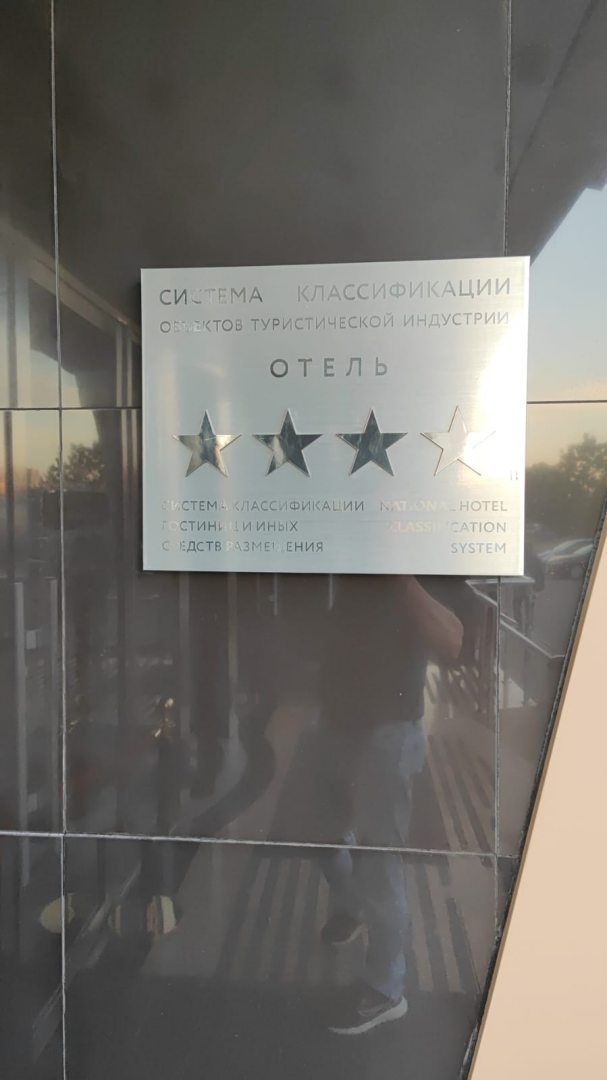 СИСТЕМА КЛАССИФИКАЦИИ
ОБЪЕКТОВ ТУРИСТИЧЕСКОЙ ИНДУСТРИИ
ОТЕЛЬ
СИСТЕМА КЛАССИФИКАЦИИ
ГОСТИНИЦ И ИНЫХ
СРЕДСТВ РАЗМЕЩЕНИЯ
NATIONAL HOTEL
CLASSIFICATION
SYSTEM